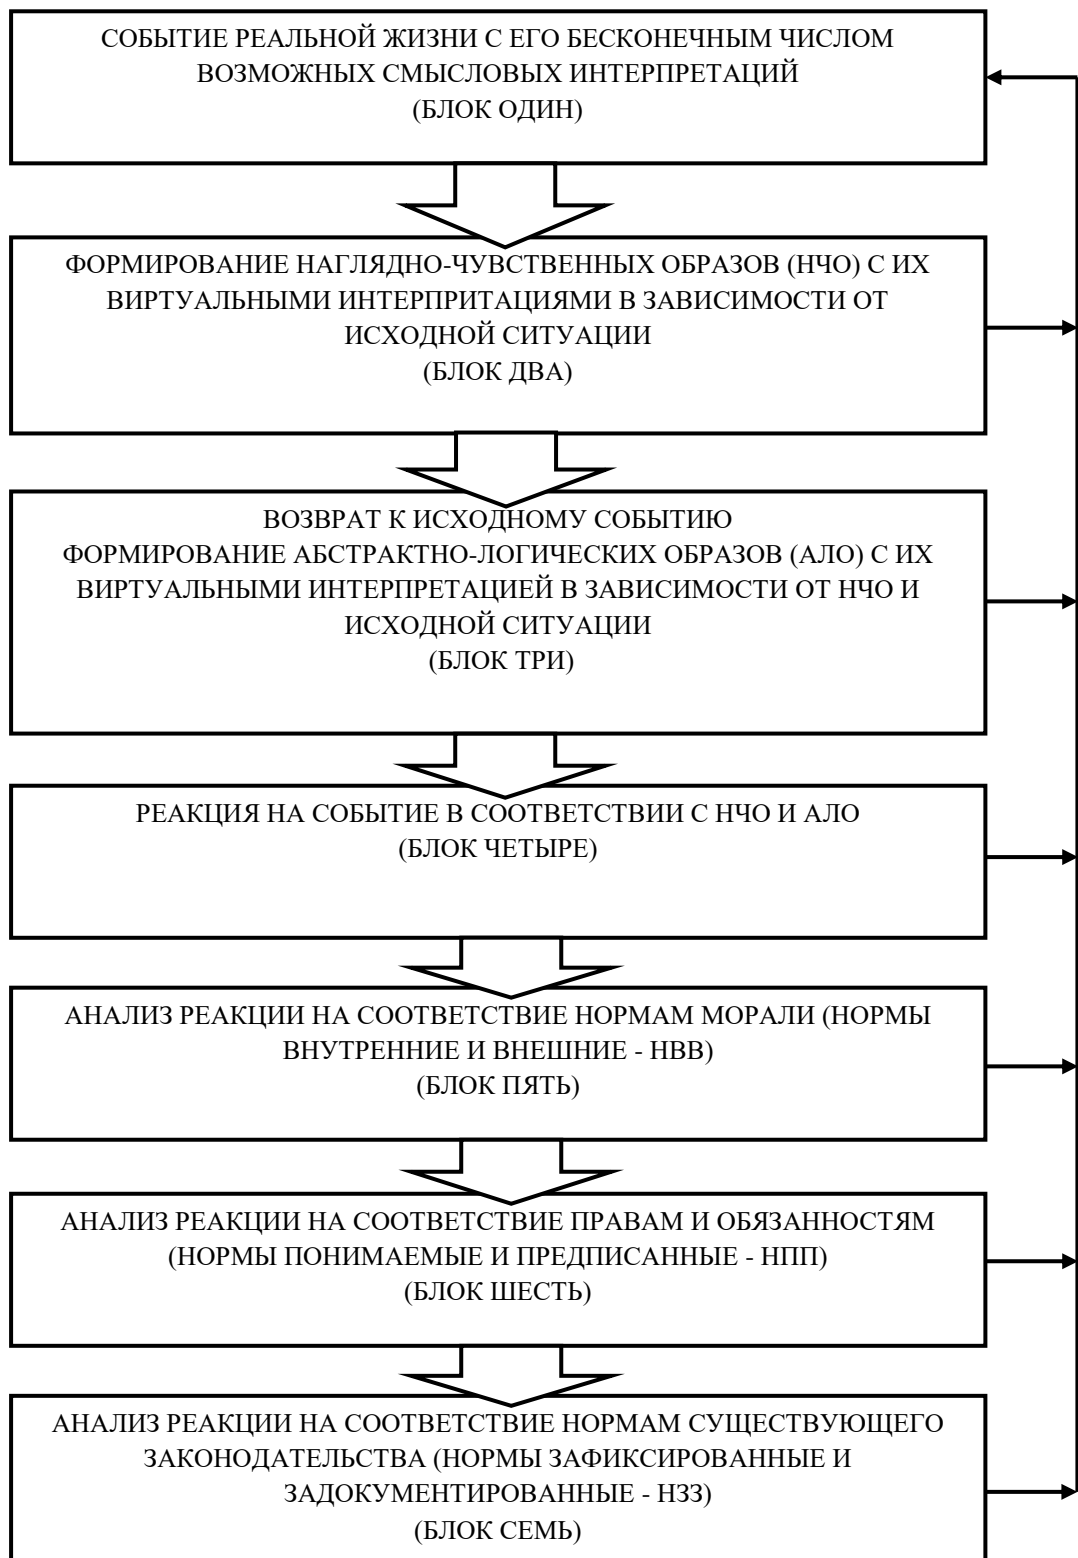 СОБЫТИЕ РЕАЛЬНОЙ ЖИЗНИ С ЕГО БЕСКОНЕЧНЫМ ЧИСЛОМ
ВОЗМОЖНЫХ СМЫСЛОВЫХ ИНТЕРПРЕТАЦИЙ
(БЛОК ОДИН)
ФОРМИРОВАНИЕ НАГЛЯДНО-ЧУВСТВЕННЫХ ОБРАЗОВ (НЧО) С ИХ
ВИРТУАЛЬНЫМИ ИНТЕРПРИТАЦИЯМИ В ЗАВИСИМОСТИ ОТ
ИСХОДНОЙ СИТУАЦИИ
(БЛОК ДВА)
ВОЗВРАТ К ИСХОДНОМУ СОБЫТИЮ
ФОРМИРОВАНИЕ АБСТРАКТНО-ЛОГИЧЕСКИХ ОБРАЗОВ (АЛО) С ИХ
ВИРТУАЛЬНЫМИ ИНТЕРПРЕТАЦИЕЙ В ЗАВИСИМОСТИ ОТ НЧО И
ИСХОДНОЙ СИТУАЦИИ
(БЛОК ТРИ)
РЕАКЦИЯ НА СОБЫТИЕ В СООТВЕТСТВИИ С НЧО И АЛО
(БЛОК ЧЕТЫРЕ)
АНАЛИЗ РЕАКЦИИ НА СООТВЕТСТВИЕ НОРМАМ МОРАЛИ (НОРМЫ
ВНУТРЕННИЕ И ВНЕШНИЕ - НВВ)
(БЛОК ПЯТЬ)
АНАЛИЗ РЕАКЦИИ НА СООТВЕТСТВИЕ ПРАВАМ И ОБЯЗАННОСТЯМ
(НОРМЫ ПОНИМАЕМЫЕ И ПРЕДПИСАННЫЕ - НПП)
(БЛОК ШЕСТЬ)
АНАЛИЗ РЕАКЦИИ НА СООТВЕТСТВИЕ НОРМАМ СУЩЕСТВУЮЩЕГО
ЗАКОНОДАТЕЛЬСТВА (НОРМЫ ЗАФИКСИРОВАННЫЕ И
ЗАДОКУМЕНТИРОВАННЫЕ - НЗЗ)
(БЛОК СЕМЬ)